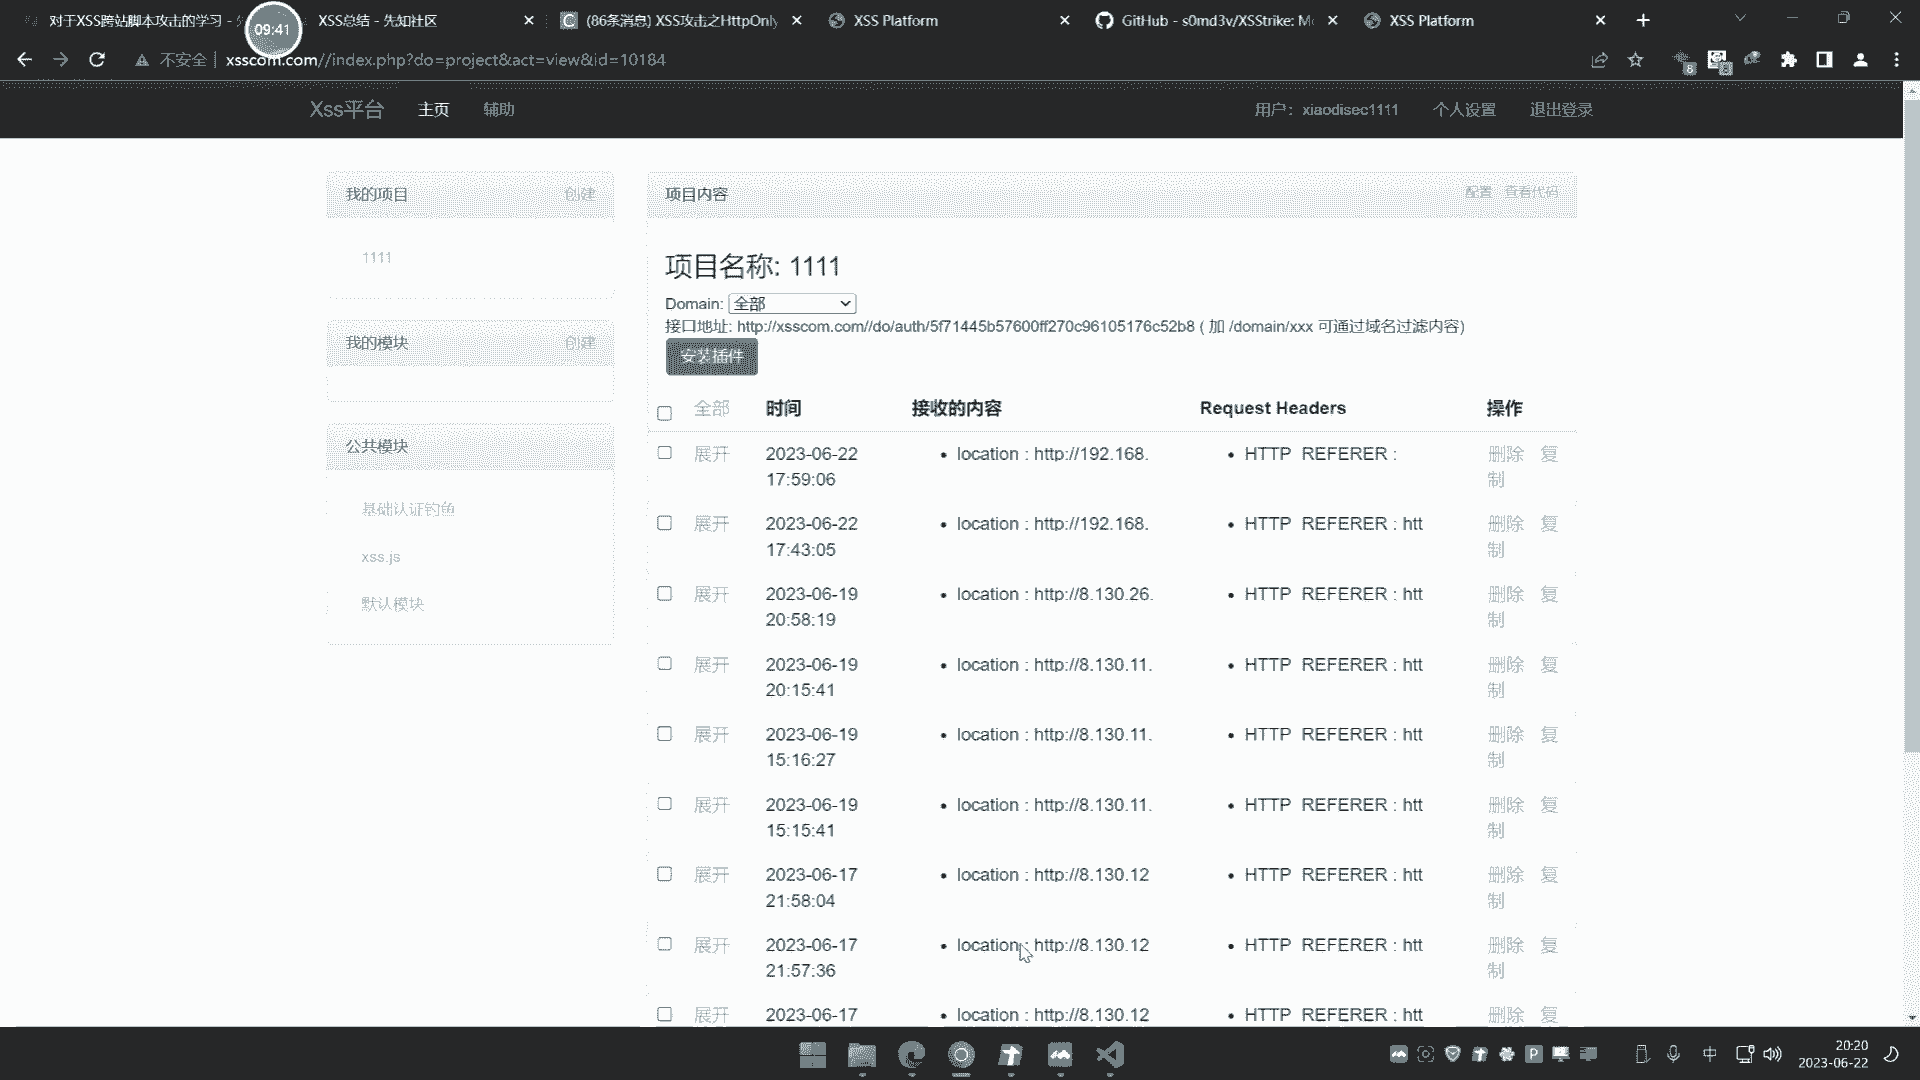 对于XSS跨站脚本攻击的学习 -
09:41
XSS总结 - 先知社区
(86条消息) XSS攻击之HttpOnly
XSS Platform
GitHub - s0md3v/XSStrike: M
XSS Platform
不安全 | xsscom.com//index.php?do=project&act=view&id=10184
Xss平台 主页 辅助 用户：xiaodisec1111 个人设置 退出登录
我的项目 创建
1111
我的模块 创建
公共模块
基础认证钓鱼
xss.js
默认模块
项目内容 配置 查看代码
项目名称: 1111
Domain: 全部
接口地址: http://xsscom.com//do/auth/5f71445b57600ff270c96105176c52b8 ( 加 /domain/xxx 可通过域名过滤内容)
安装插件
全部 时间 接收的内容 Request Headers 操作
展开 2023-06-22 17:59:06 • location : http://192.168. • HTTP_REFERER : 删除 复制
展开 2023-06-22 17:43:05 • location : http://192.168. • HTTP_REFERER : htt 删除 复制
展开 2023-06-19 20:58:19 • location : http://8.130.26. • HTTP_REFERER : htt 删除 复制
展开 2023-06-19 20:15:41 • location : http://8.130.11. • HTTP_REFERER : htt 删除 复制
展开 2023-06-19 15:16:27 • location : http://8.130.11. • HTTP_REFERER : htt 删除 复制
展开 2023-06-19 15:15:41 • location : http://8.130.11. • HTTP_REFERER : htt 删除 复制
展开 2023-06-17 21:58:04 • location : http://8.130.12 • HTTP_REFERER : htt 删除 复制
展开 2023-06-17 21:57:36 • location : http://8.130.12 • HTTP_REFERER : htt 删除 复制
展开 2023-06-17 • location : http://8.130.12 • HTTP_REFERER : htt 删除 复
中
20:20
2023-06-22